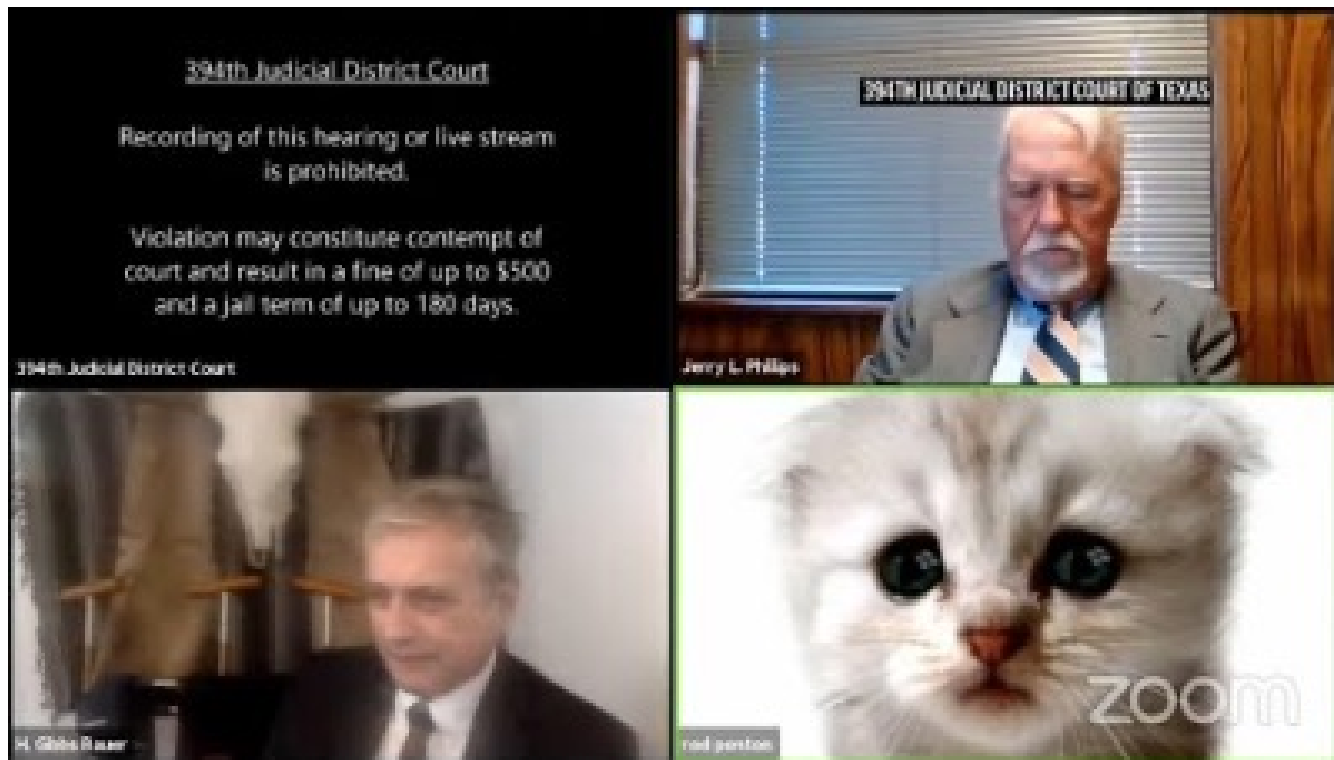 394th Judicial District Court
Recording of this hearing or live stream
is prohibited.
Violation may constitute contempt of
court and result in a fine of up to $500
and a jail term of up to 180 days.
394th Judicial District Court
394TH JUDICIAL DISTRICT COURT OF TEXAS
Jerry L. Phillips
H. Gibbs Bauer
rod ponton
zoom